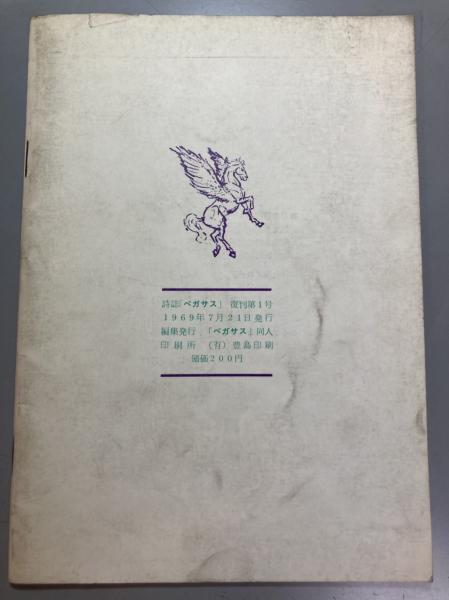 詩誌「ペガサス」 復刊第1号
1969年7月21日発行
編集発行 「ペガサス」同人
印刷所 (有)豊島印刷
頒価200円